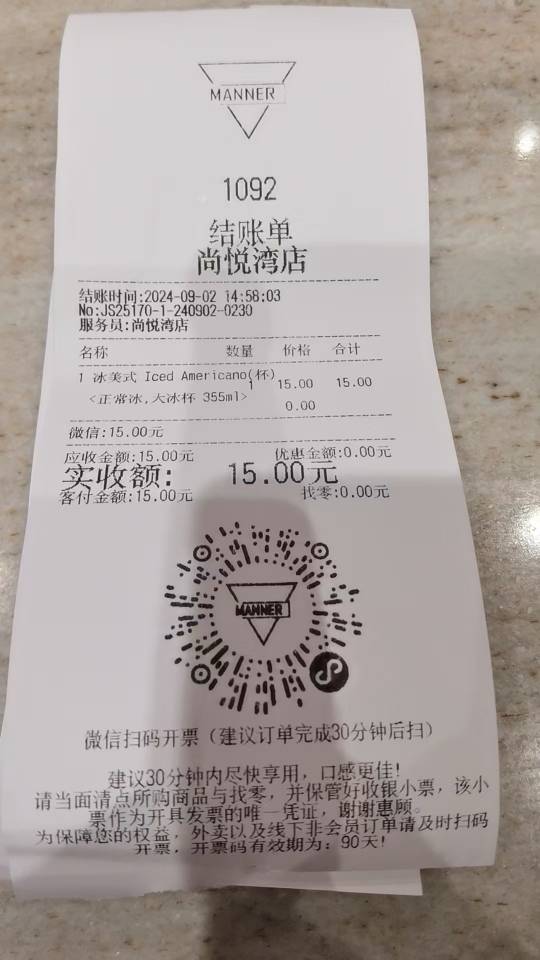 MANNER
1092
结账单
尚悦湾店
结账时间:2024-09-02 14:58:03
No:JS25170-1-240902-0230
服务员:尚悦湾店
名称 数量 价格 合计
1 冰美式 Iced Americano(杯)
1 15.00 15.00
<正常冰,大冰杯 355ml>
0.00
微信:15.00元
应收金额:15.00元 优惠金额:0.00元
实收额: 15.00元
客付金额:15.00元 找零:0.00元
MANNER
微信扫码开票（建议订单完成30分钟后扫）
建议30分钟内尽快享用，口感更佳!
请当面清点所购商品与找零，并保管好收银小票，该小
票作为开具发票的唯一凭证，谢谢惠顾。
为保障您的权益，外卖以及线下非会员订单请及时扫码
开票，开票码有效期为：90天!